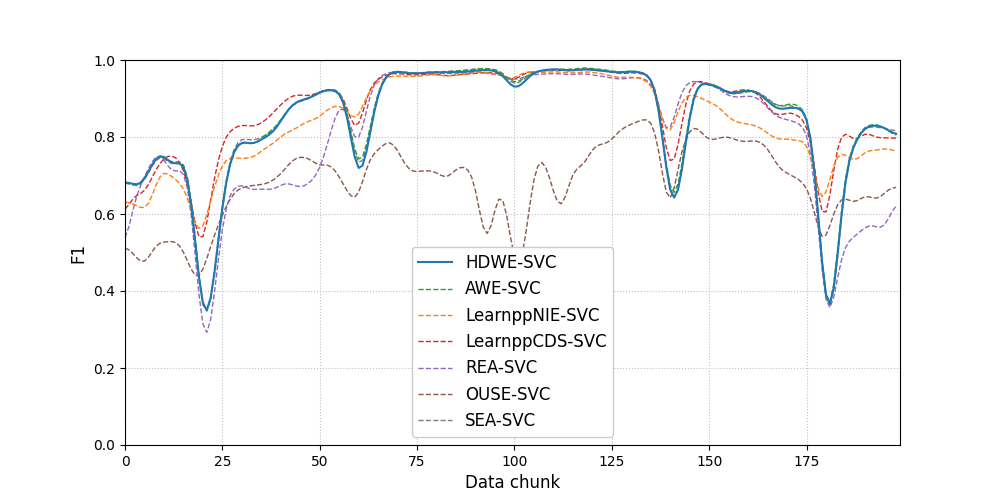 1.0
0.8
0.6
0.4
0.2
0.0
F1
0 25 50 75 100 125 150 175
Data chunk
HDWE-SVC
AWE-SVC
LearnppNIE-SVC
LearnppCDS-SVC
REA-SVC
OUSE-SVC
SEA-SVC